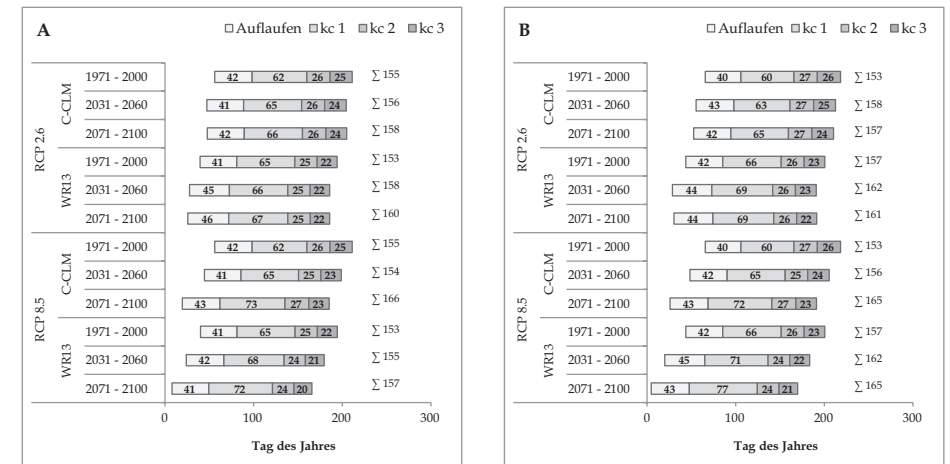 A
Auflaufen kc 1 kc 2 kc 3
RCP 2.6
C-CLM
1971 - 2000 42 62 26 25 ∑ 155
2031 - 2060 41 65 26 24 ∑ 156
2071 - 2100 42 66 26 24 ∑ 158
WR13
1971 - 2000 41 65 25 22 ∑ 153
2031 - 2060 45 66 25 22 ∑ 158
2071 - 2100 46 67 25 22 ∑ 160
RCP 8.5
C-CLM
1971 - 2000 42 62 26 25 ∑ 155
2031 - 2060 41 65 25 23 ∑ 154
2071 - 2100 43 73 27 23 ∑ 166
WR13
1971 - 2000 41 65 25 22 ∑ 153
2031 - 2060 42 68 24 21 ∑ 155
2071 - 2100 41 72 24 20 ∑ 157
0 100 200 300
Tag des Jahres
B
Auflaufen kc 1 kc 2 kc 3
RCP 2.6
C-CLM
1971 - 2000 40 60 27 26 ∑ 153
2031 - 2060 43 63 27 25 ∑ 158
2071 - 2100 42 65 27 24 ∑ 157
WR13
1971 - 2000 42 66 26 23 ∑ 157
2031 - 2060 44 69 26 23 ∑ 162
2071 - 2100 44 69 26 22 ∑ 161
RCP 8.5
C-CLM
1971 - 2000 40 60 27 26 ∑ 153
2031 - 2060 42 65 25 24 ∑ 156
2071 - 2100 43 72 27 23 ∑ 165
WR13
1971 - 2000 42 66 26 23 ∑ 157
2031 - 2060 45 71 24 22 ∑ 162
2071 - 2100 43 77 24 21 ∑ 165
0 100 200 300
Tag des Jahres